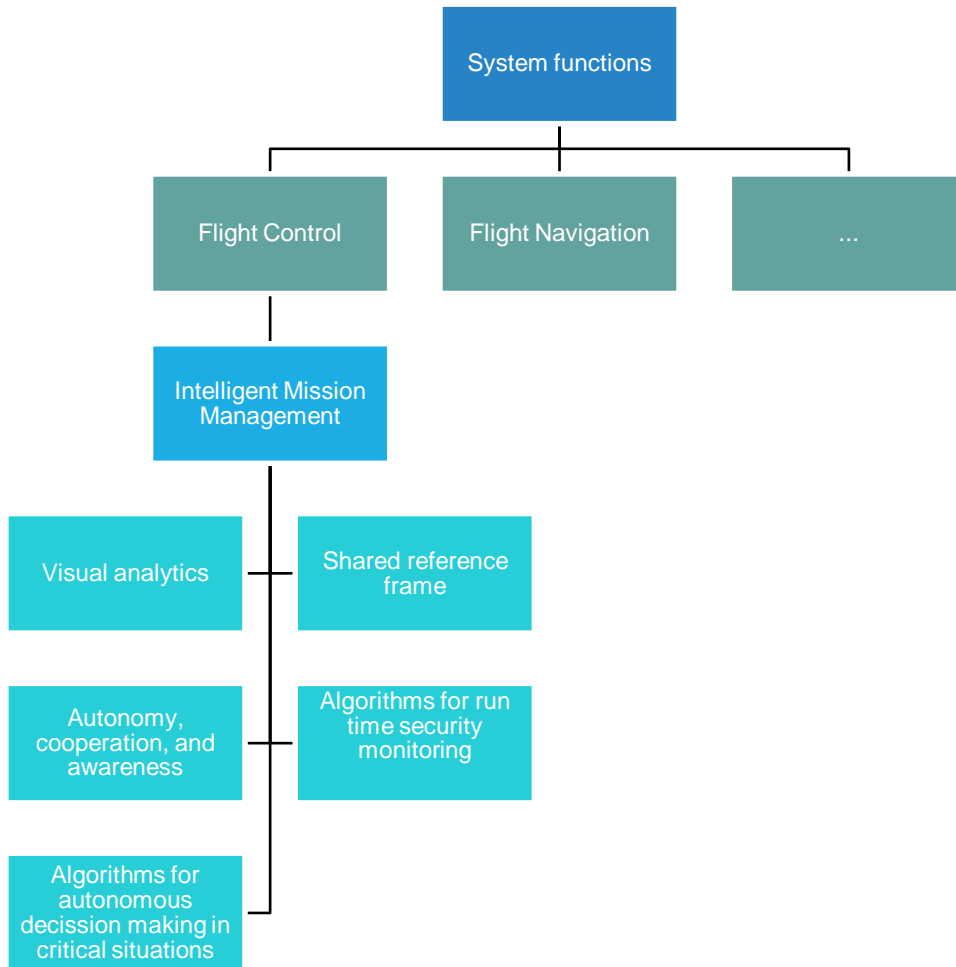 System functions
Flight Control
Flight Navigation
...
Intelligent Mission
Management
Visual analytics
Shared reference
frame
Autonomy,
cooperation, and
awareness
Algorithms for run
time security
monitoring
Algorithms for
autonomous
decission making in
critical situations